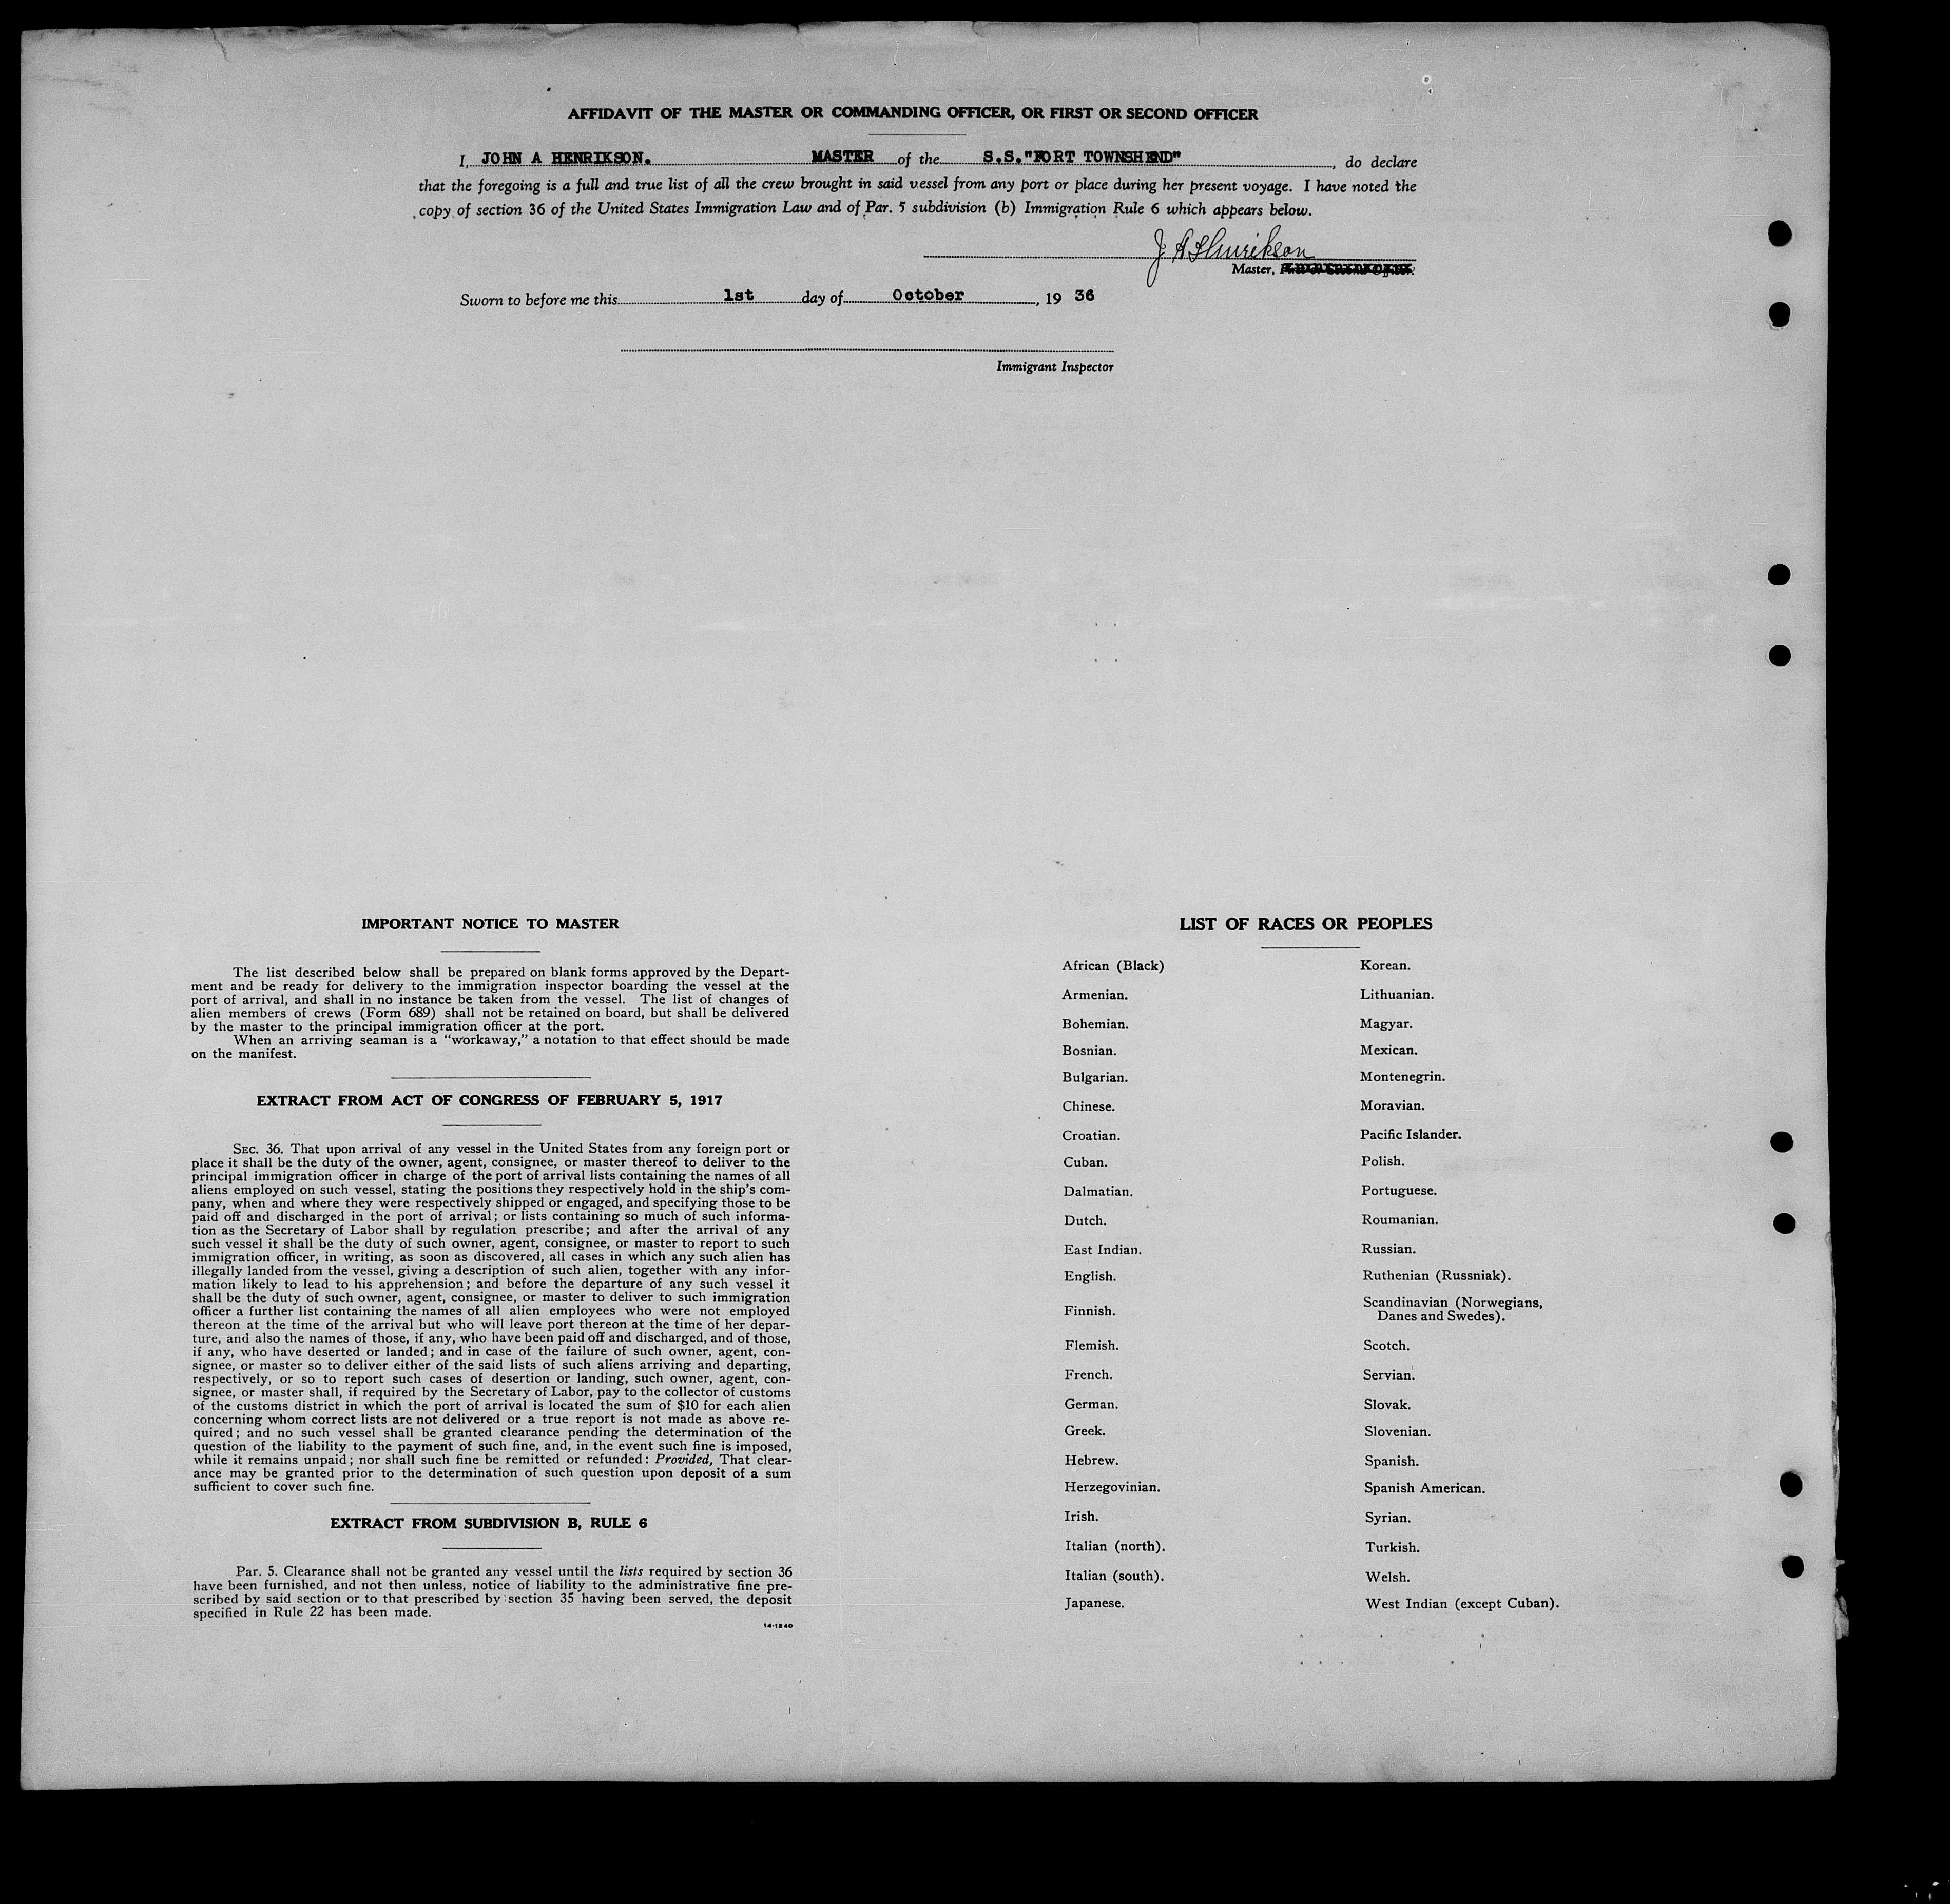 AFFIDAVIT OF THE MASTER OR COMMANDING OFFICER, OR FIRST OR SECOND OFFICER
I, JOHN A HENRIKSON. MASTER of the S.S."FORT TOWNSHEND", do declare
that the foregoing is a full and true list of all the crew brought in said vessel from any port or place during her present voyage. I have noted the
copy of section 36 of the United States Immigration Law and of Par. 5 subdivision (b) Immigration Rule 6 which appears below.
J A Henrikson
Master, First or Second Officer.
Sworn to before me this 1st day of October, 19 36
Immigrant Inspector
IMPORTANT NOTICE TO MASTER
The list described below shall be prepared on blank forms approved by the Depart-
ment and be ready for delivery to the immigration inspector boarding the vessel at the
port of arrival, and shall in no instance be taken from the vessel. The list of changes of
alien members of crews (Form 689) shall not be retained on board, but shall be delivered
by the master to the principal immigration officer at the port.
When an arriving seaman is a "workaway," a notation to that effect should be made
on the manifest.
EXTRACT FROM ACT OF CONGRESS OF FEBRUARY 5, 1917
SEC. 36. That upon arrival of any vessel in the United States from any foreign port or
place it shall be the duty of the owner, agent, consignee, or master thereof to deliver to the
principal immigration officer in charge of the port of arrival lists containing the names of all
aliens employed on such vessel, stating the positions they respectively hold in the ship's com-
pany, when and where they were respectively shipped or engaged, and specifying those to be
paid off and discharged in the port of arrival; or lists containing so much of such informa-
tion as the Secretary of Labor shall by regulation prescribe; and after the arrival of any
such vessel it shall be the duty of such owner, agent, consignee, or master to report to such
immigration officer, in writing, as soon as discovered, all cases in which any such alien has
illegally landed from the vessel, giving a description of such alien, together with any infor-
mation likely to lead to his apprehension; and before the departure of any such vessel it
shall be the duty of such owner, agent, consignee, or master to deliver to such immigration
officer a further list containing the names of all alien employees who were not employed
thereon at the time of the arrival but who will leave port thereon at the time of her depar-
ture, and also the names of those, if any, who have been paid off and discharged, and of those,
if any, who have deserted or landed; and in case of the failure of such owner, agent, con-
signee, or master so to deliver either of the said lists of such aliens arriving and departing,
respectively, or so to report such cases of desertion or landing, such owner, agent, con-
signee, or master shall, if required by the Secretary of Labor, pay to the collector of customs
of the customs district in which the port of arrival is located the sum of $10 for each alien
concerning whom correct lists are not delivered or a true report is not made as above re-
quired; and no such vessel shall be granted clearance pending the determination of the
question of the liability to the payment of such fine, and, in the event such fine is imposed,
while it remains unpaid; nor shall such fine be remitted or refunded: Provided, That clear-
ance may be granted prior to the determination of such question upon deposit of a sum
sufficient to cover such fine.
EXTRACT FROM SUBDIVISION B, RULE 6
Par. 5. Clearance shall not be granted any vessel until the lists required by section 36
have been furnished, and not then unless, notice of liability to the administrative fine pre-
scribed by said section or to that prescribed by section 35 having been served, the deposit
specified in Rule 22 has been made.
14-1240
LIST OF RACES OR PEOPLES
African (Black)
Armenian.
Bohemian.
Bosnian.
Bulgarian.
Chinese.
Croatian.
Cuban.
Dalmatian.
Dutch.
East Indian.
English.
Finnish.
Flemish.
French.
German.
Greek.
Hebrew.
Herzegovinian.
Irish.
Italian (north).
Italian (south).
Japanese.
Korean.
Lithuanian.
Magyar.
Mexican.
Montenegrin.
Moravian.
Pacific Islander.
Polish.
Portuguese.
Roumanian.
Russian.
Ruthenian (Russniak).
Scandinavian (Norwegians,
Danes and Swedes).
Scotch.
Servian.
Slovak.
Slovenian.
Spanish.
Spanish American.
Syrian.
Turkish.
Welsh.
West Indian (except Cuban).